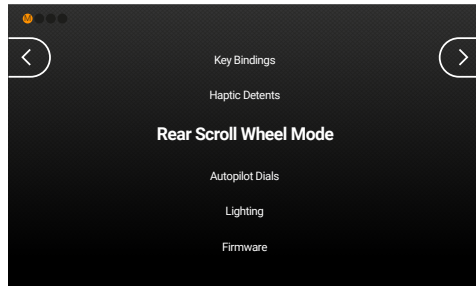 M
Key Bindings
Haptic Detents
Rear Scroll Wheel Mode
Autopilot Dials
Lighting
Firmware